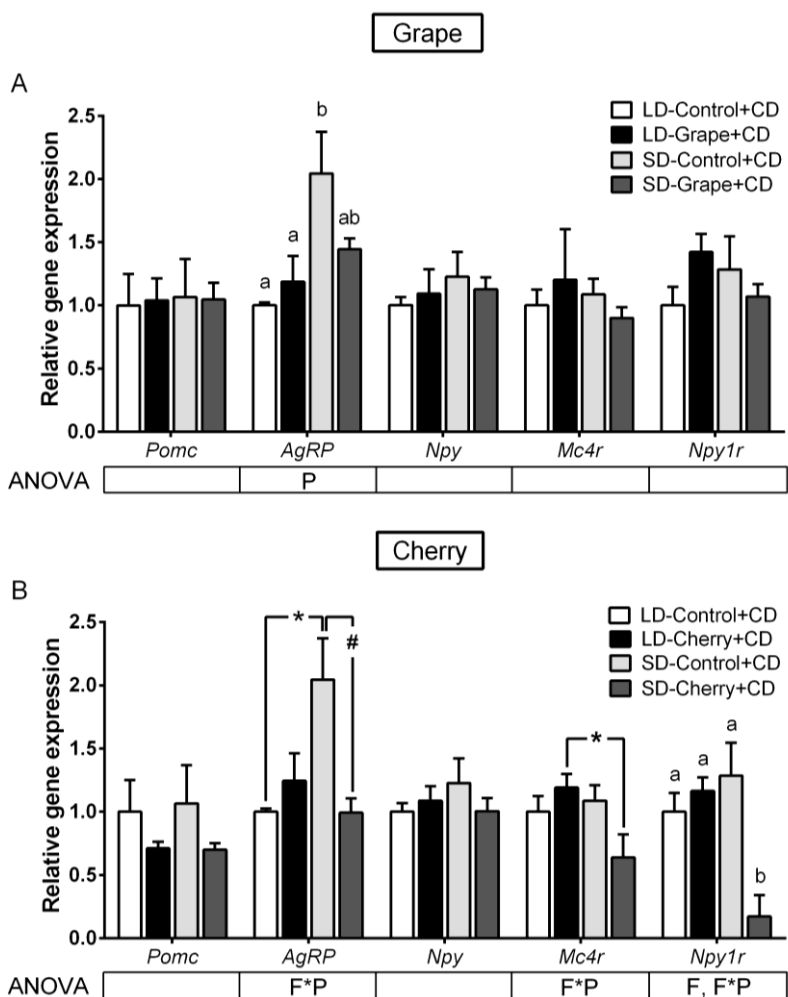 Grape
A
b
2.5
LD-Control+CD
LD-Grape+CD
SD-Control+CD
SD-Grape+CD
2.0
ab
a
a
1.5
1.0
0.5
0.0
Relative gene expression
Pomc AgRP Npy Mc4r Npy1r
ANOVA P
Cherry
B
2.5
*
#
LD-Control+CD
LD-Cherry+CD
SD-Control+CD
SD-Cherry+CD
2.0
*
a a a
1.5
1.0
b
0.5
0.0
Relative gene expression
Pomc AgRP Npy Mc4r Npy1r
ANOVA F*P F*P F, F*P